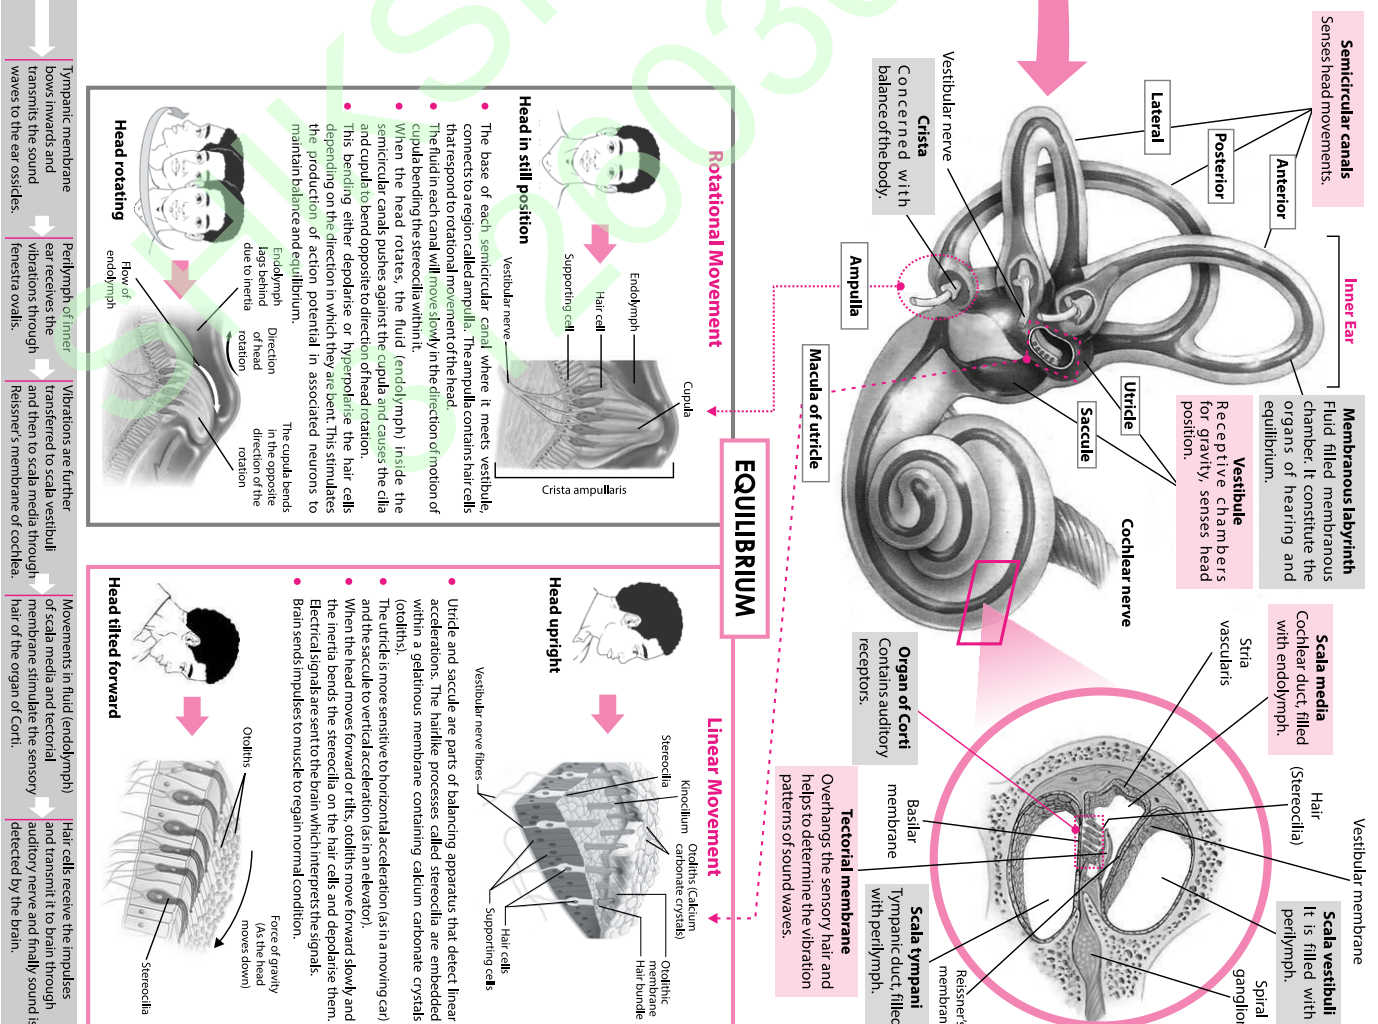 Semicircular canals
Senses head movements.
Lateral
Posterior
Anterior
Inner Ear
Membranous labyrinth
Fluid filled membranous
chamber. It constitute the
organs of hearing and
equilibrium.
Vestibular nerve
Crista
Concerned with
balance of the body.
Ampulla
Macula of utricle
Utricle
Saccule
Vestibule
Receptive chambers
for gravity, senses head
position.
Cochlear nerve
Scala media
Cochlear duct, filled
with endolymph.
Stria
vascularis
Organ of Corti
Contains auditory
receptors.
Hair
(Stereocilia)
Vestibular membrane
Basilar
membrane
Tectorial membrane
Overhangs the sensory hair and
helps to determine the vibration
patterns of sound waves.
Scala vestibuli
It is filled with
perilymph.
Scala tympani
Tympanic duct, filled
with perilymph.
Reissner's
Spiral
EQUILIBRIUM
Rotational Movement
Head in still position
Endolymph
Hair cell
Supporting cell
Vestibular nerve
Cupula
Crista ampullaris
• The base of each semicircular canal where it meets vestibule,
connects to a region called ampulla. The ampulla contains hair cells
that respond to rotational movement of the head.
• The fluid in each canal will move slowly in the direction of motion of
cupula bending the stereocilia within it.
• When the head rotates, the fluid (endolymph) inside the
semicircular canals pushes against the cupula and causes the cilia
and cupula to bend opposite to direction of head rotation.
• This bending either depolarise or hyperpolarise the hair cells
depending on the direction in which they are bent. This stimulates
the production of action potential in associated neurons to
maintain balance and equilibrium.
Head rotating
Endolymph
lags behind
due to inertia
Flow of
endolymph
Direction
of head
rotation
The cupula bends
in the opposite
direction of the
rotation
Linear Movement
Head upright
Stereocilia
Kinocilium
Otoliths (Calcium
carbonate crystals)
Otolithic
membrane
Hair bundle
Hair cells
Supporting cells
Vestibular nerve fibres
• Utricle and saccule are parts of balancing apparatus that detect linear
accelerations. The hairlike processes called stereocilia are embedded
within a gelatinous membrane containing calcium carbonate crystals
(otoliths).
• The utricle is more sensitive to horizontal acceleration (as in a moving car)
and the saccule to vertical acceleration (as in an elevator).
• When the head moves forward or tilts, otoliths move forward slowly and
the inertia bends the stereocilia on the hair cells and depolarise them.
Electrical signals are sent to the brain which interprets the signals.
• Brain sends impulses to muscle to regain normal condition.
Head tilted forward
Otoliths
Force of gravity
(As the head
moves down)
Stereocilia
Tympanic membrane
bows inwards and
transmits the sound
waves to the ear ossicles.
Perilymph of inner
ear receives the
vibrations through
fenestra ovalis.
Vibrations are further
transferred to scala vestibuli
and then to scala media through
Reissner's membrane of cochlea.
Movements in fluid (endolymph)
of scala media and tectorial
membrane stimulate the sensory
hair of the organ of Corti.
Hair cells receive the impulses
and transmit it to brain through
auditory nerve and finally sound is
detected by the brain.